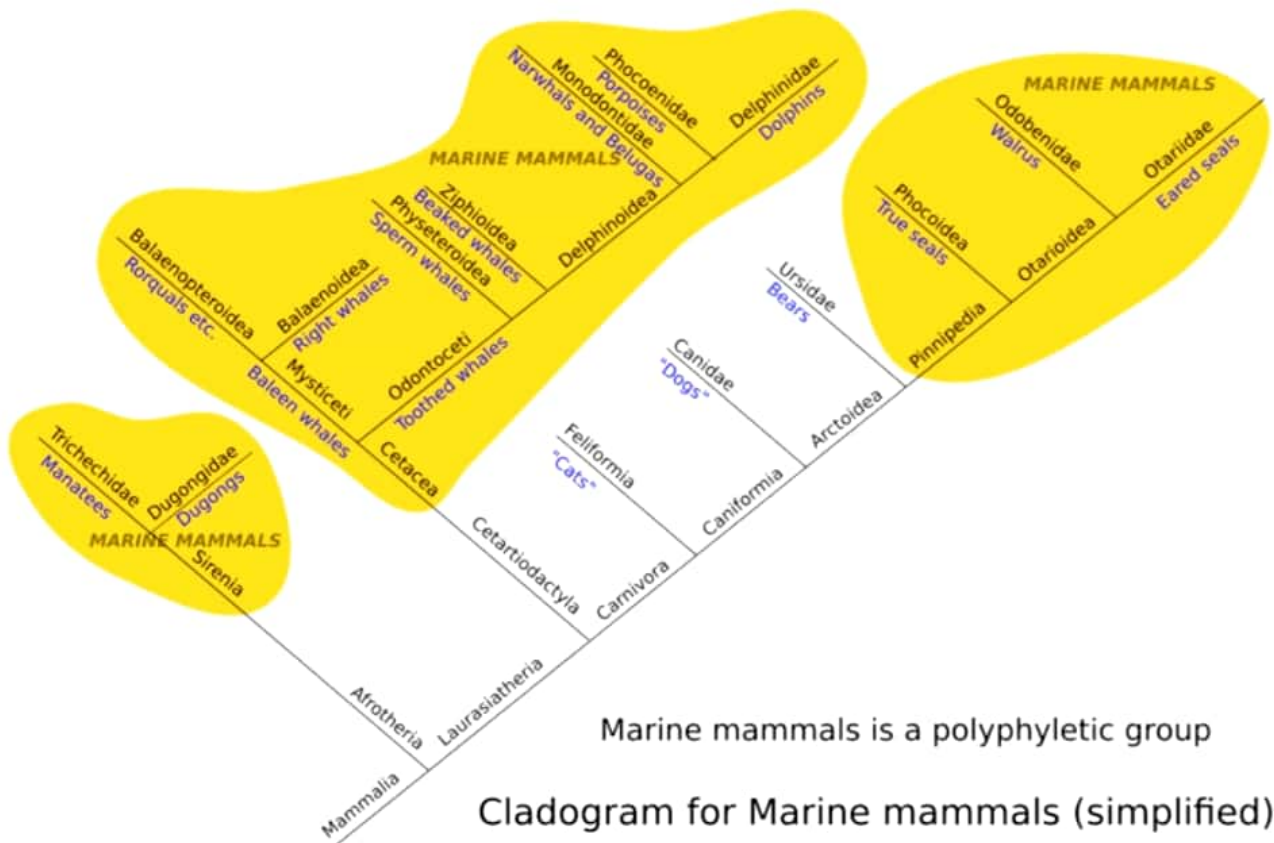 Phocoenidae
Porpoises
Monodontidae
Narwhals and Belugas
Delphinidae
Dolphins
MARINE MAMMALS
Ziphioidea
Beaked whales
Physeteroidea
Sperm whales
Delphinoidea
Balaenopteroidea
Rorquals etc.
Balaenoidea
Right whales
Mysticeti
Baleen whales
Odontoceti
Toothed whales
Cetacea
MARINE MAMMALS
Odobenidae
Walrus
Otariidae
Eared seals
Phocoidea
True seals
Otarioidea
Pinnipedia
Ursidae
Bears
Canidae
"Dogs"
Arctoidea
Feliformia
"Cats"
Caniformia
Trichechidae
Manatees
Dugongidae
Dugongs
MARINE MAMMALS
Sirenia
Cetartiodactyla
Carnivora
Afrotheria
Laurasiatheria
Mammalia
Marine mammals is a polyphyletic group
Cladogram for Marine mammals (simplified)